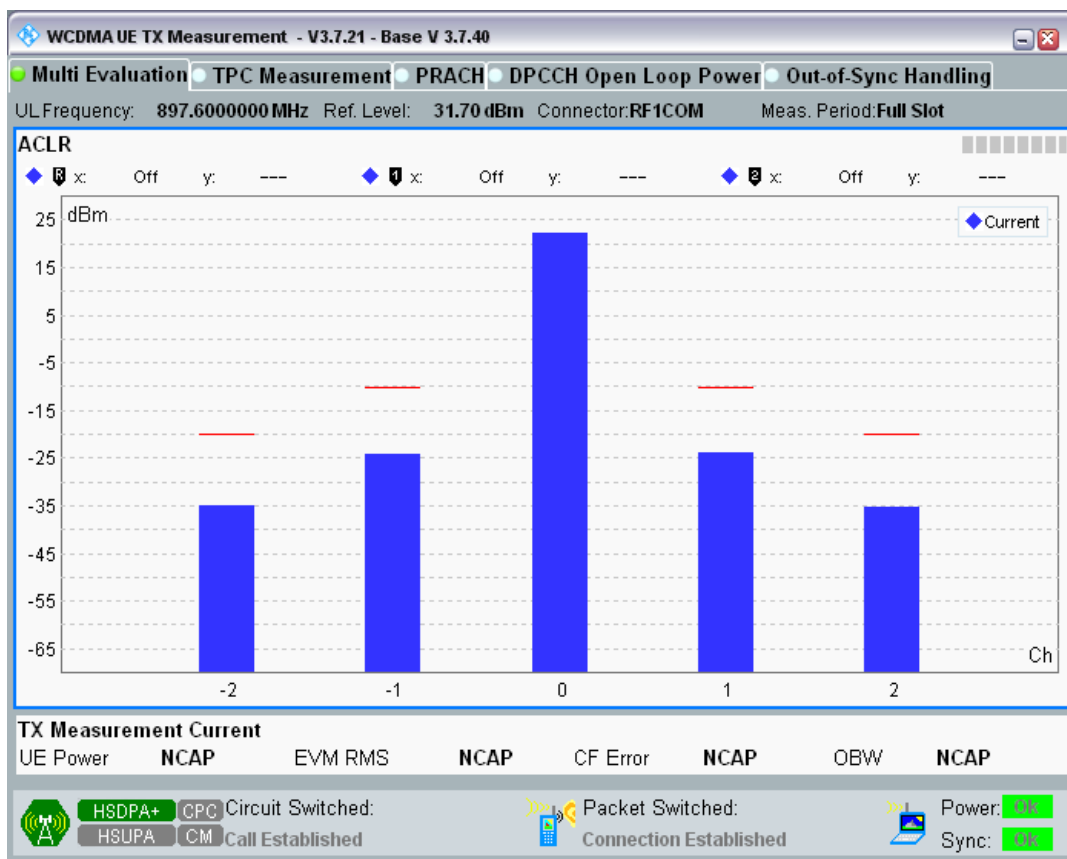 WCDMA UE TX Measurement - V3.7.21 - Base V 3.7.40
Multi Evaluation TPC Measurement PRACH DPCCH Open Loop Power Out-of-Sync Handling
UL Frequency: 897.6000000 MHz Ref. Level: 31.70 dBm Connector:RF1COM Meas. Period:Full Slot
ACLR
R x: Off y: --- 1 x: Off y: --- 2 x: Off y: ---
dBm
Current
25
15
5
-5
-15
-25
-35
-45
-55
-65
Ch
-2 -1 0 1 2
TX Measurement Current
UE Power NCAP EVM RMS NCAP CF Error NCAP OBW NCAP
HSDPA+ CPC Circuit Switched: Packet Switched: Power: Ok
HSUPA CM Call Established Connection Established Sync: Ok